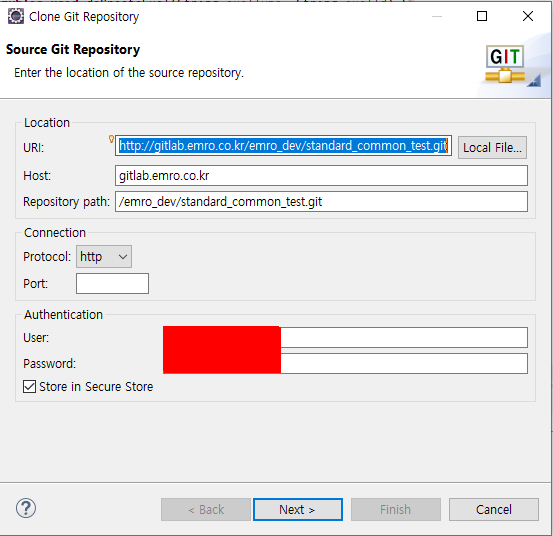 Clone Git Repository
Source Git Repository
Enter the location of the source repository.
GIT
Location
URI: http://gitlab.emro.co.kr/emro_dev/standard_common_test.git Local File...
Host: gitlab.emro.co.kr
Repository path: /emro_dev/standard_common_test.git
Connection
Protocol: http
Port:
Authentication
User:
Password:
Store in Secure Store
? < Back Next > Finish Cancel